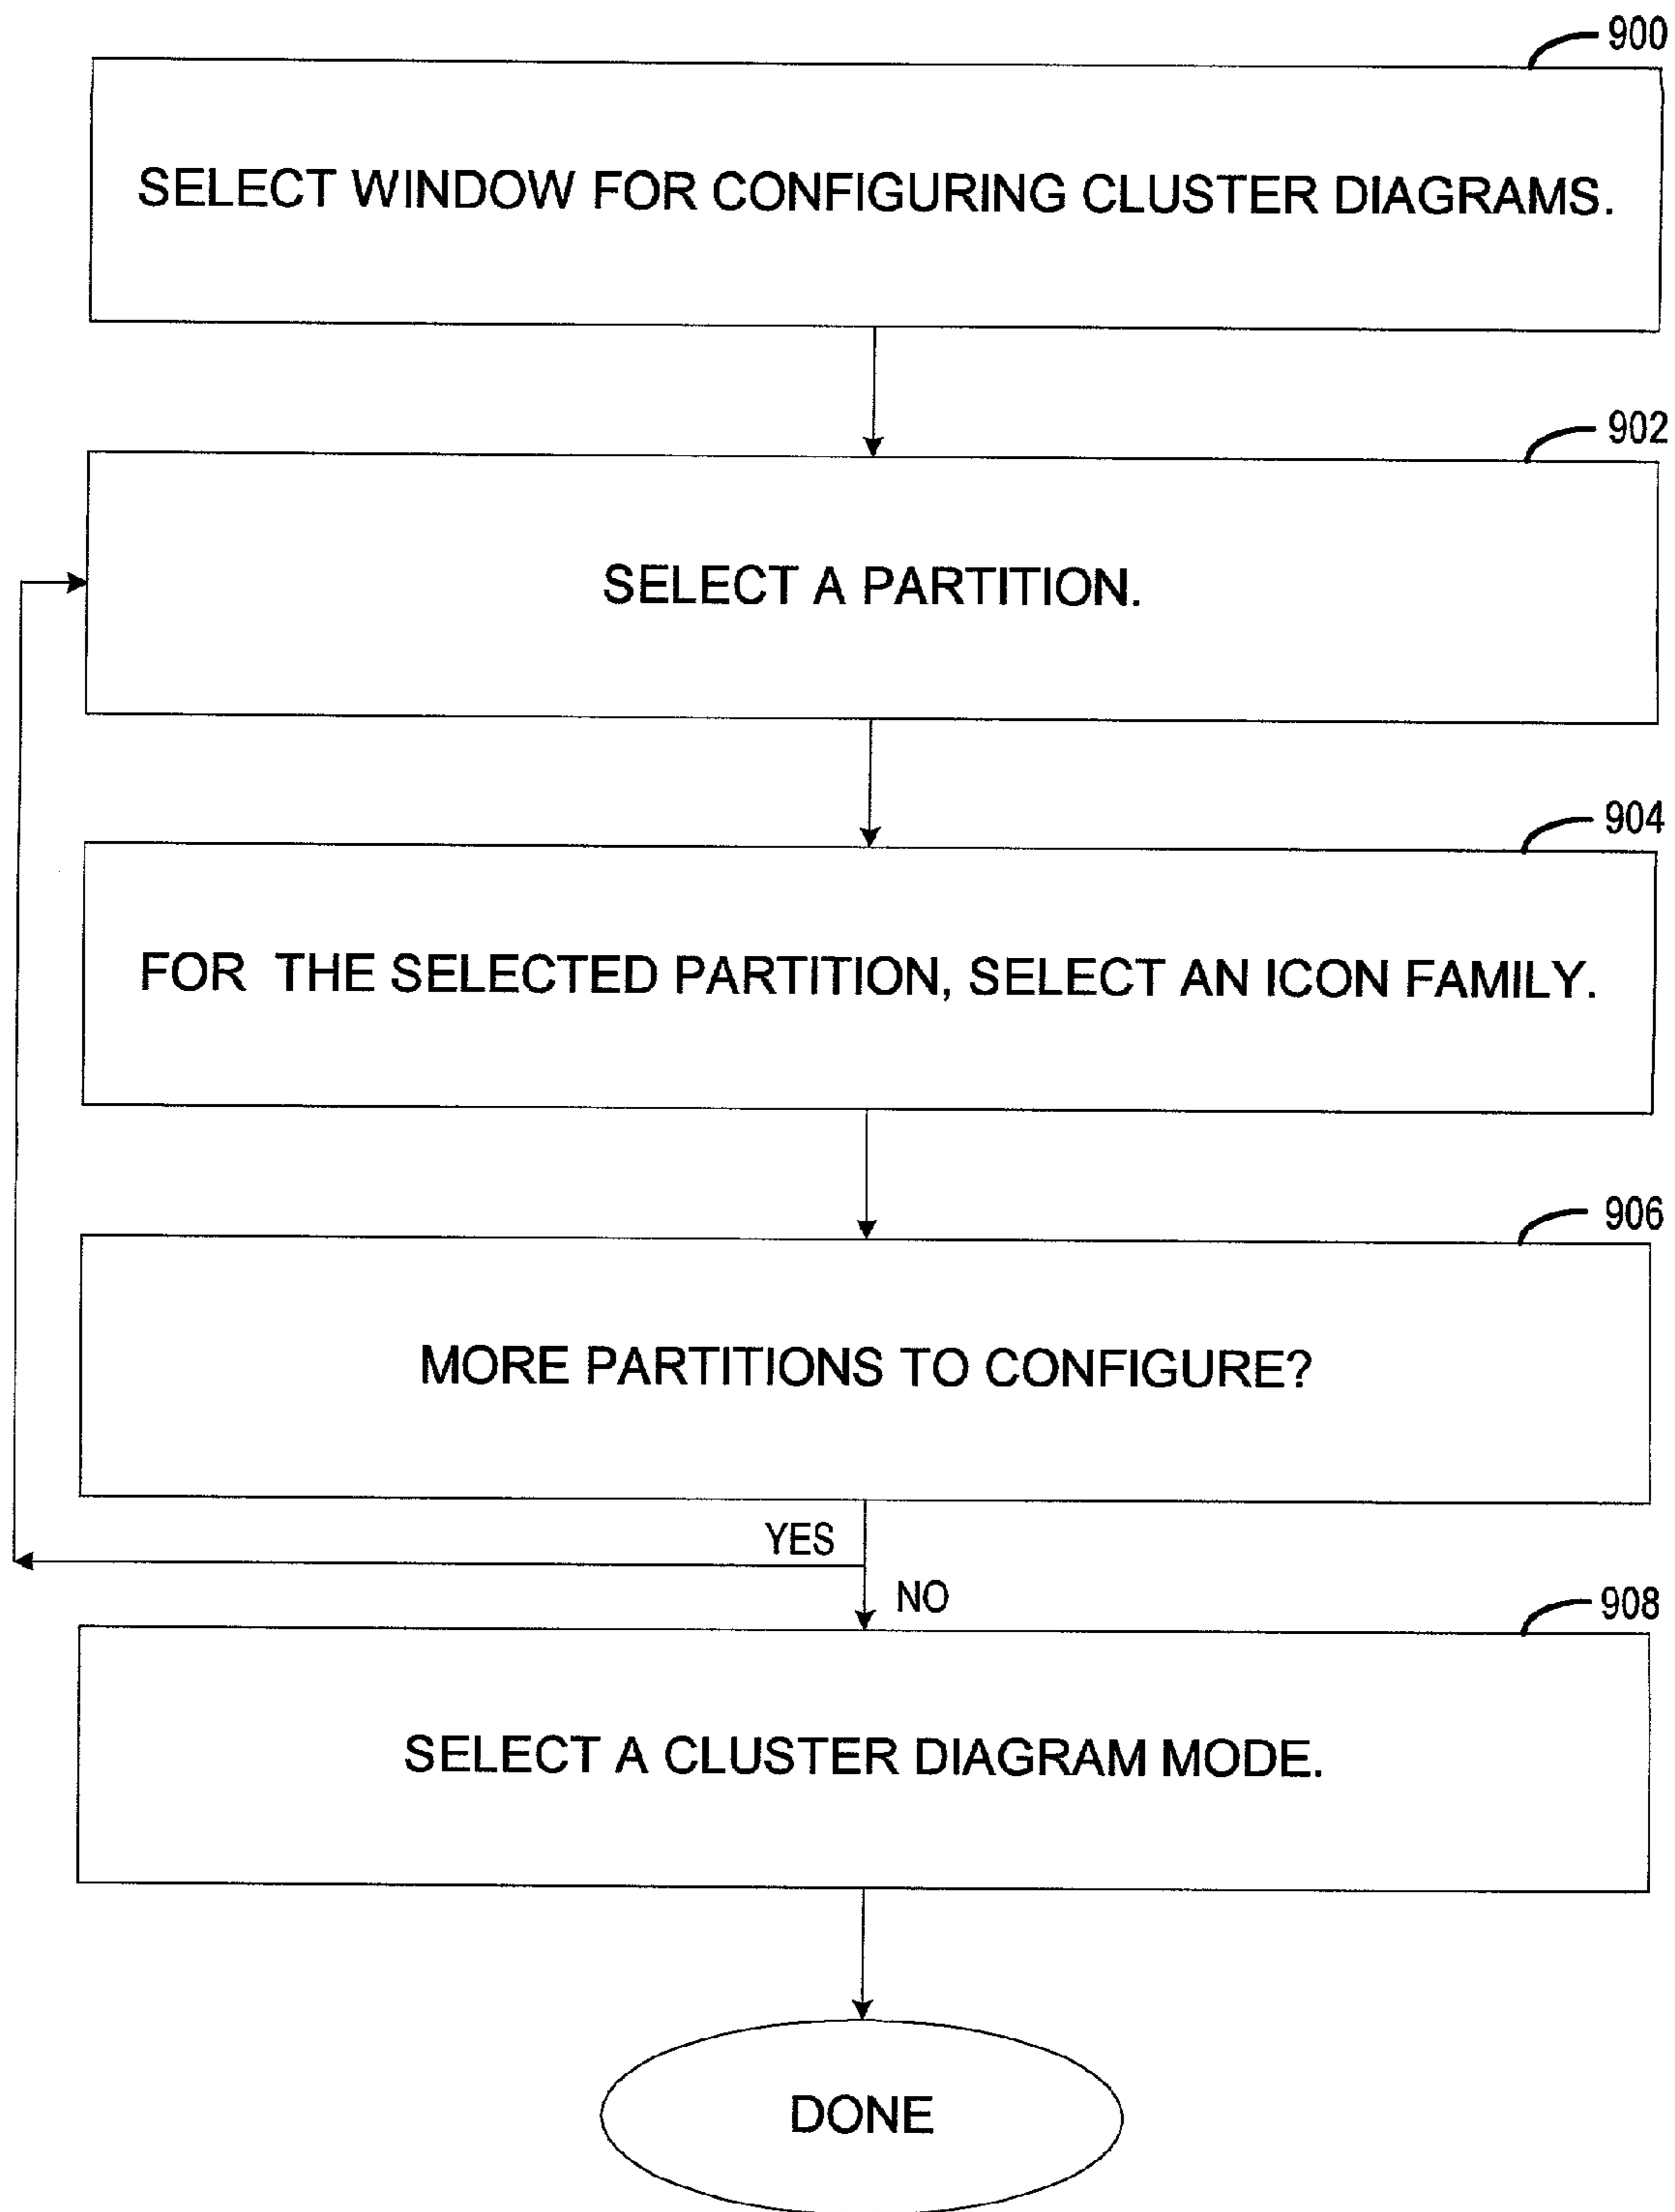 900
SELECT WINDOW FOR CONFIGURING CLUSTER DIAGRAMS.
902
SELECT A PARTITION.
904
FOR THE SELECTED PARTITION, SELECT AN ICON FAMILY.
906
MORE PARTITIONS TO CONFIGURE?
YES
NO
908
SELECT A CLUSTER DIAGRAM MODE.
DONE